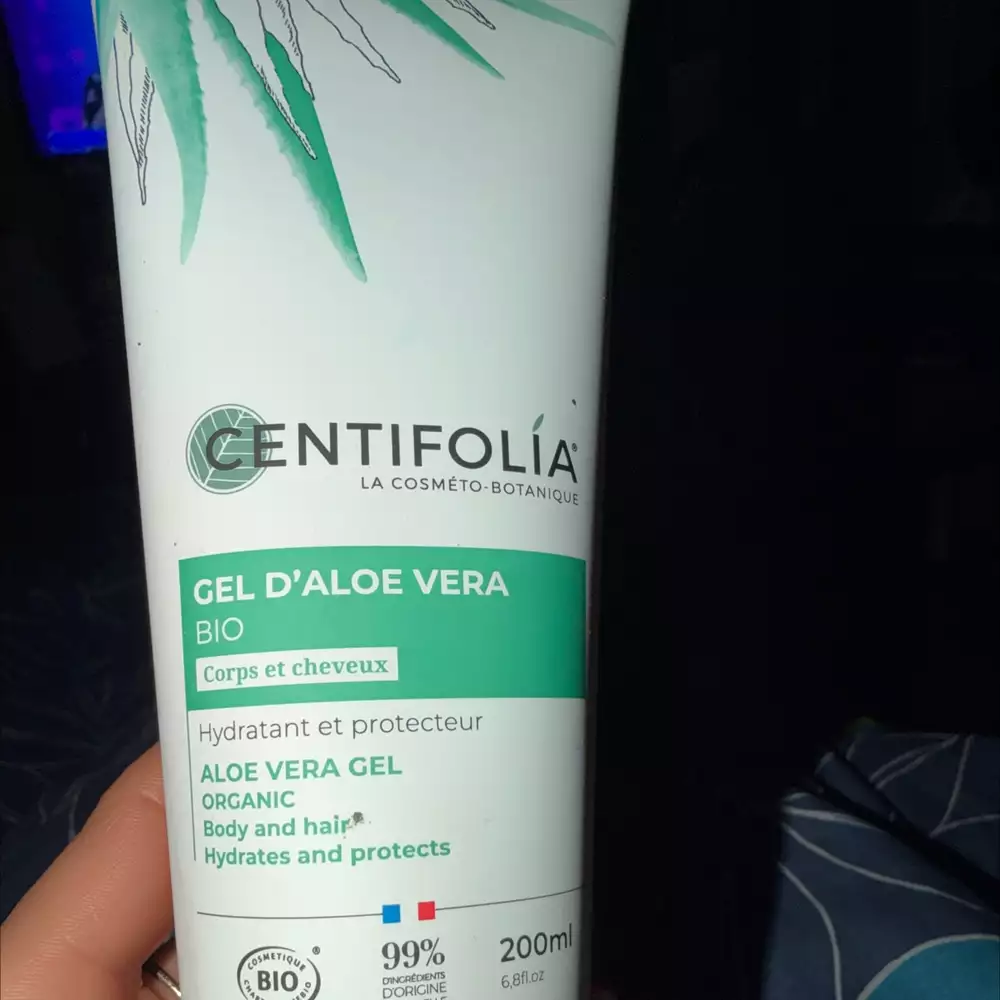 CENTIFOLÍA®
LA COSMÉTO-BOTANIQUE
GEL D'ALOE VERA
BIO
Corps et cheveux
Hydratant et protecteur
ALOE VERA GEL
ORGANIC
Body and hair
Hydrates and protects
COSMETIQUE ®
BIO
99%
D'INGRÉDIENTS
D'ORIGINE
200ml
6,8fl.oz